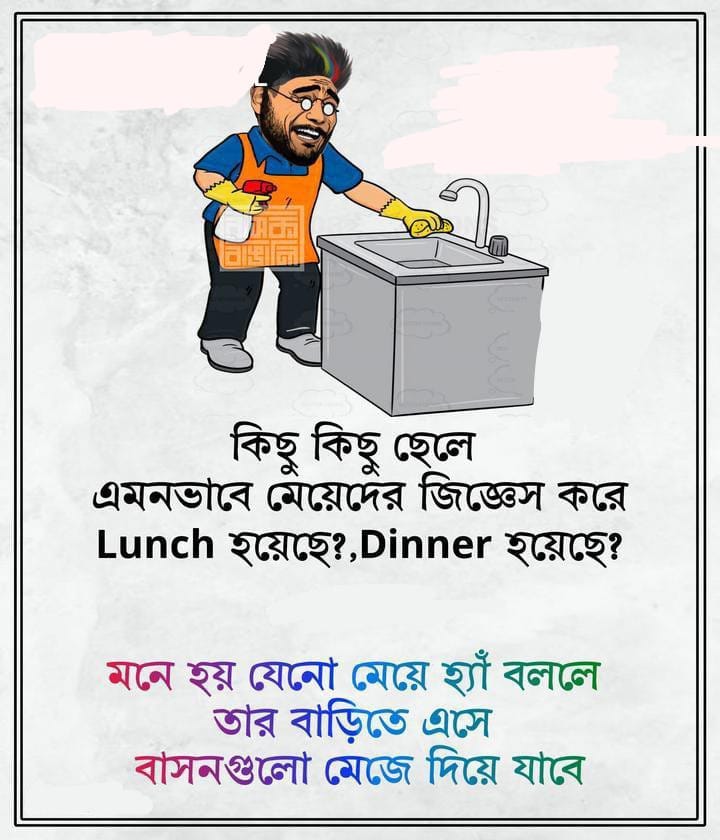 কিছু কিছু ছেলে
এমনভাবে মেয়েদের জিজ্ঞেস করে
Lunch হয়েছে?,Dinner হয়েছে?
মনে হয় যেনো মেয়ে হ্যাঁ বললে
তার বাড়িতে এসে
বাসনগুলো মেজে দিয়ে যাবে